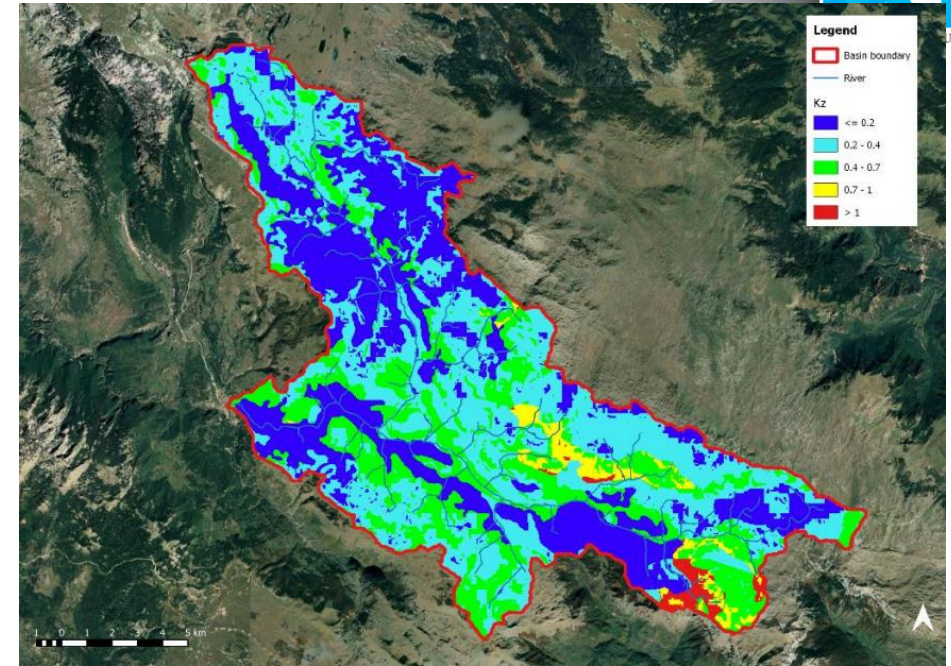 Legend
Basin boundary
River
Kz
<= 0.2
0.2 - 0.4
0.4 - 0.7
0.7 - 1
> 1
1 0 1 2 3 4 5 km